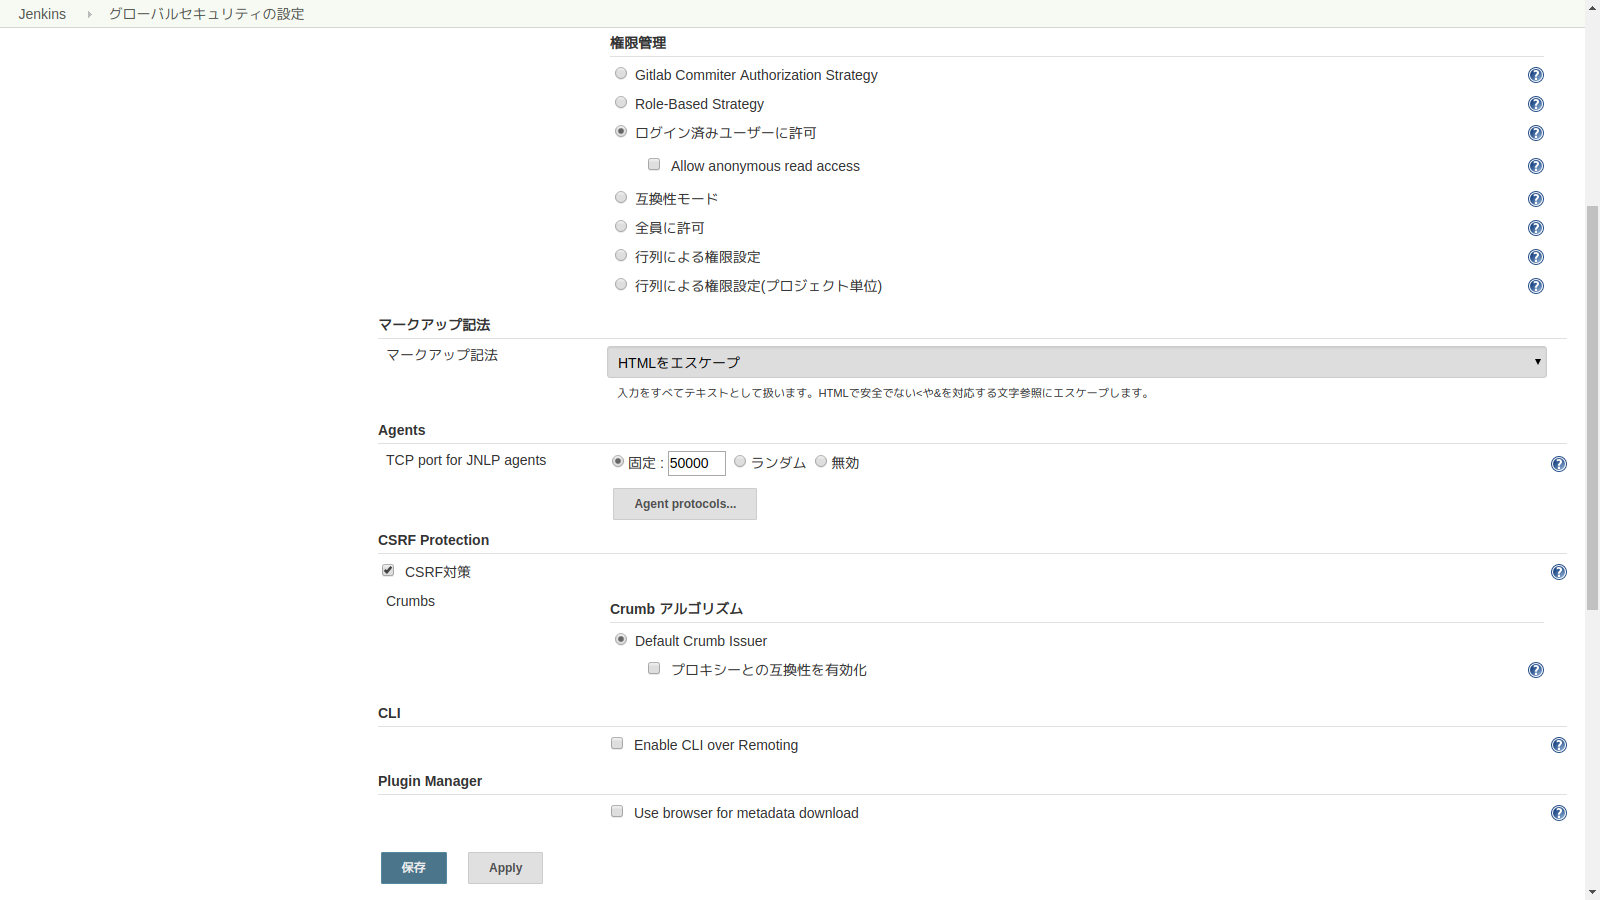 Jenkins グローバルセキュリティの設定
権限管理
Gitlab Commiter Authorization Strategy
Role-Based Strategy
ログイン済みユーザーに許可
Allow anonymous read access
互換性モード
全員に許可
行列による権限設定
行列による権限設定(プロジェクト単位)
マークアップ記法
マークアップ記法 HTMLをエスケープ
入力をすべてテキストとして扱います。HTMLで安全でない<や&を対応する文字参照にエスケープします。
Agents
TCP port for JNLP agents 固定 : 50000 ランダム 無効
Agent protocols...
CSRF Protection
CSRF対策
Crumbs
Crumb アルゴリズム
Default Crumb Issuer
プロキシーとの互換性を有効化
CLI
Enable CLI over Remoting
Plugin Manager
Use browser for metadata download
保存 Apply